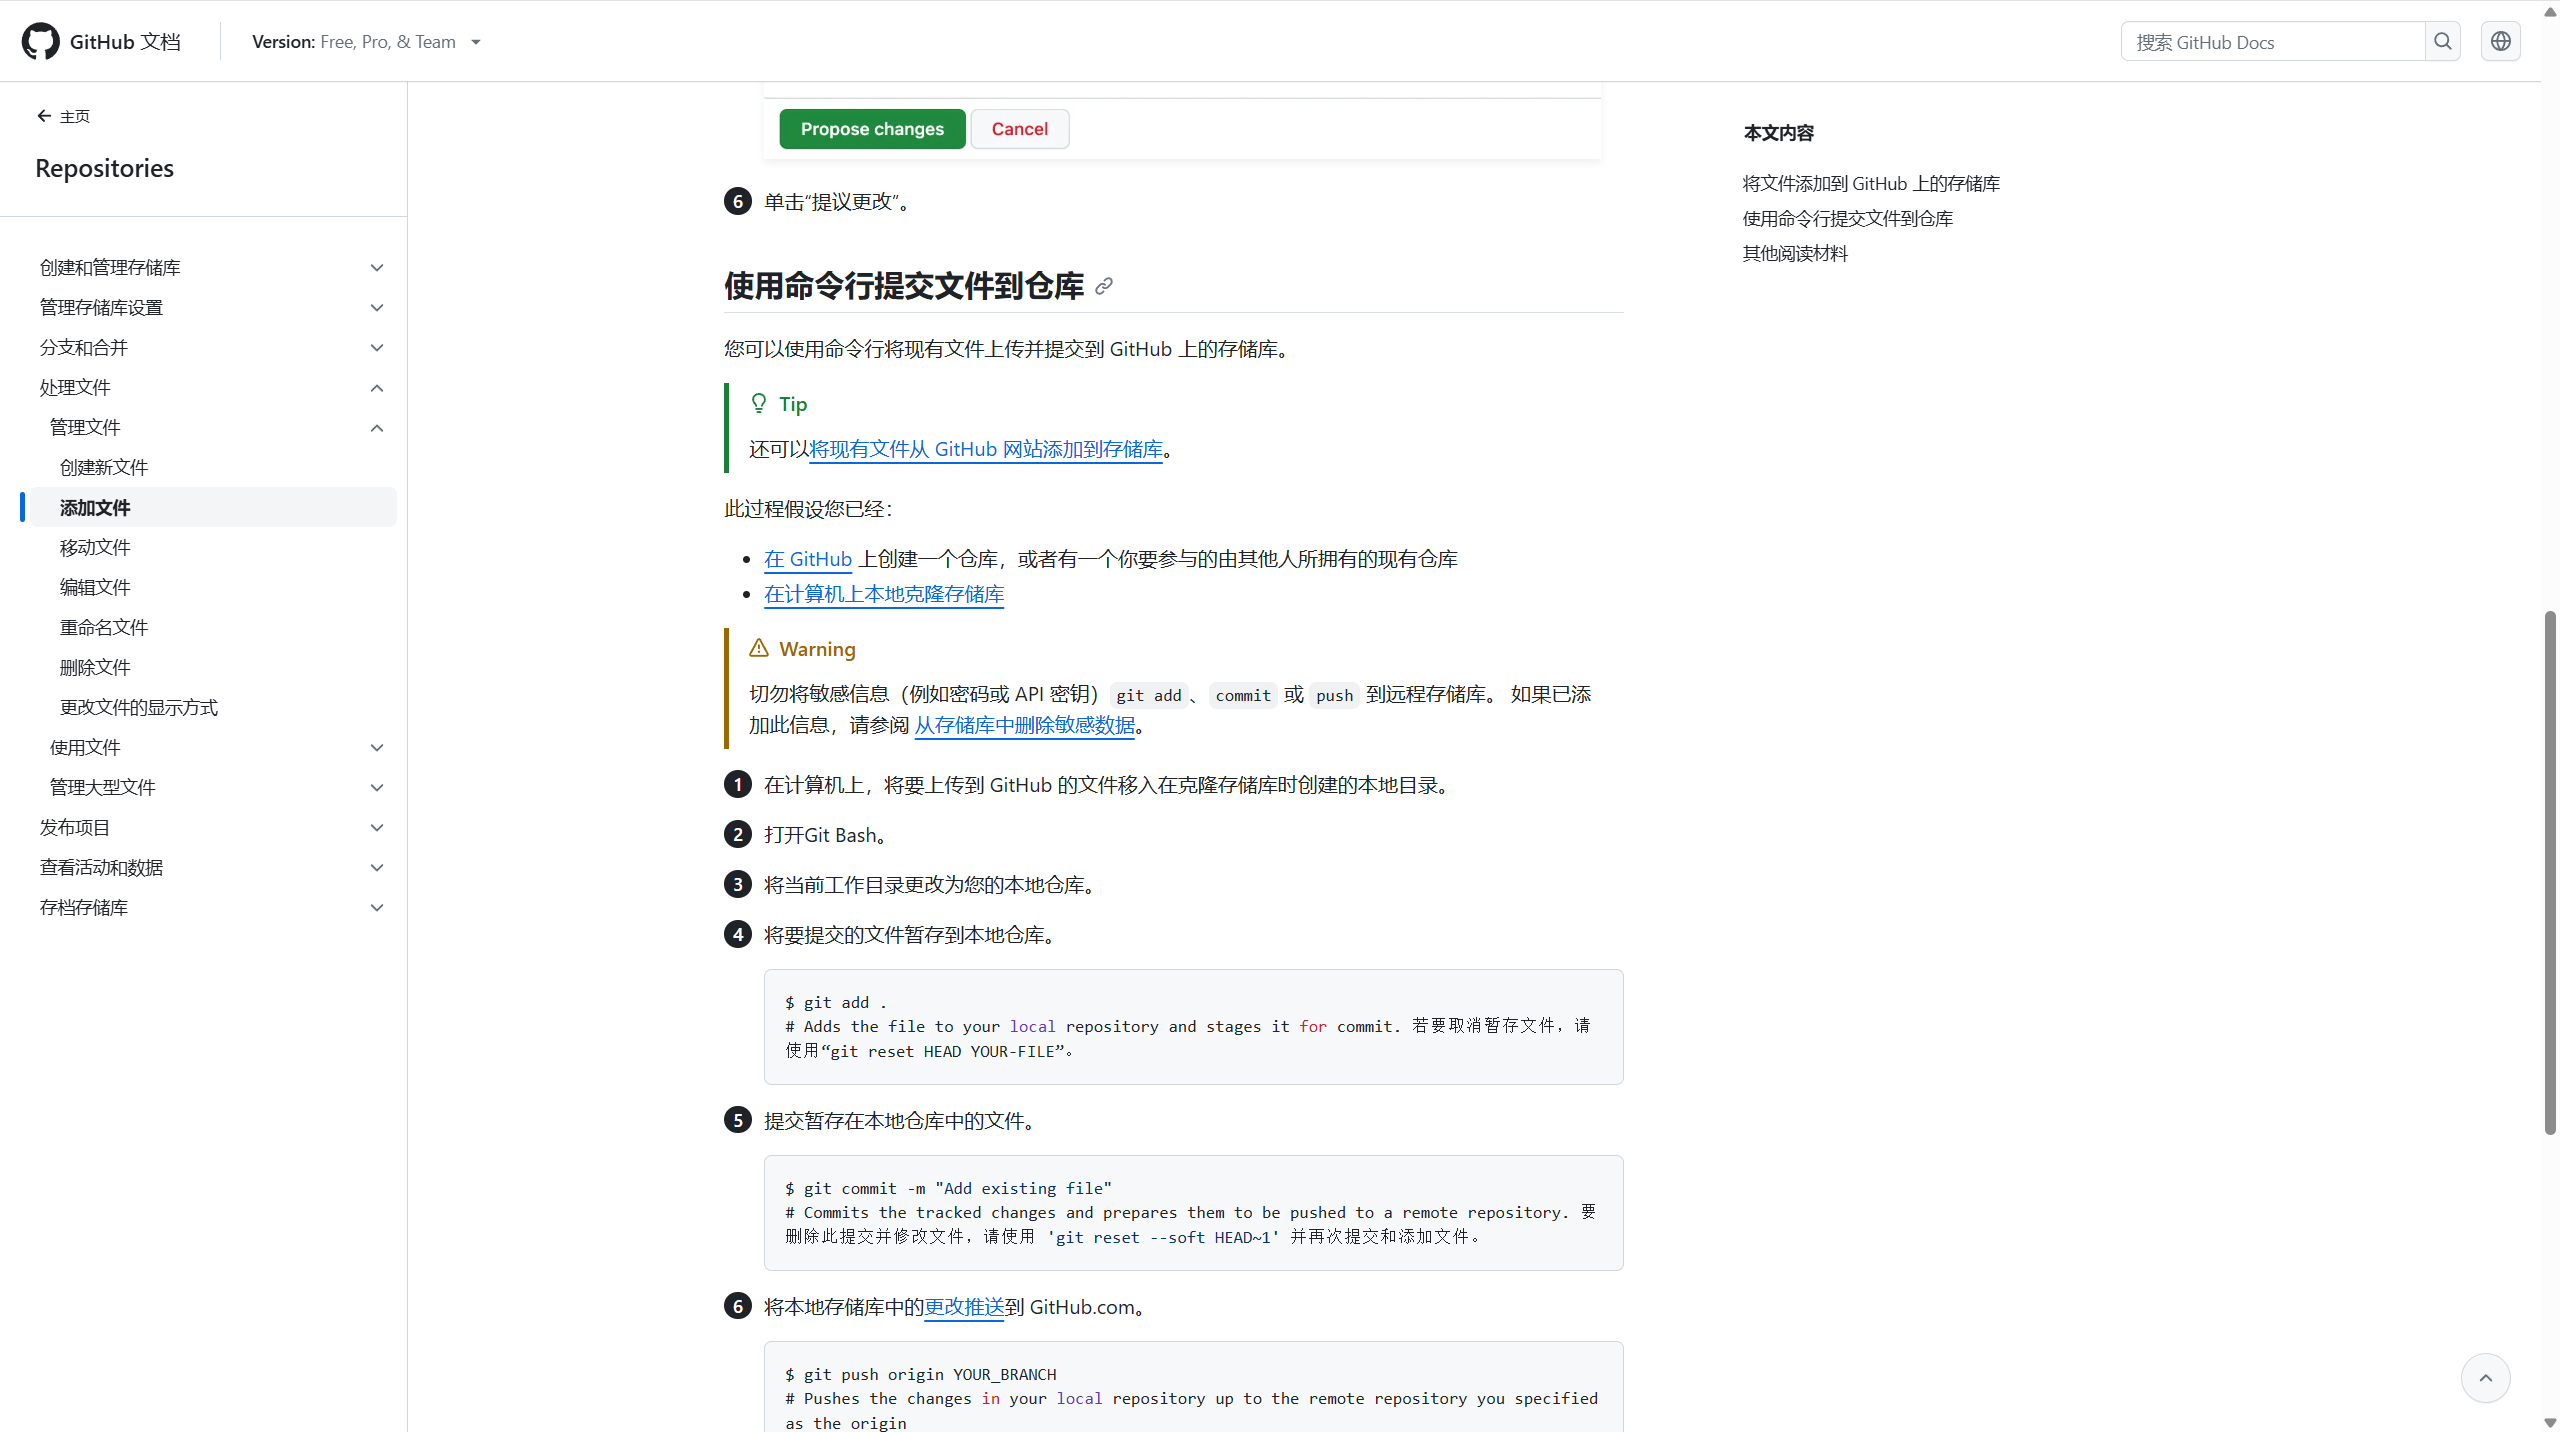 GitHub 文档
Version: Free, Pro, & Team
搜索 GitHub Docs
主页
Repositories
创建和管理存储库
管理存储库设置
分支和合并
处理文件
管理文件
创建新文件
添加文件
移动文件
编辑文件
重命名文件
删除文件
更改文件的显示方式
使用文件
管理大型文件
发布项目
查看活动和数据
存档存储库
Propose changes
Cancel
6 单击“提议更改”。
使用命令行提交文件到仓库
您可以使用命令行将现有文件上传并提交到 GitHub 上的存储库。
Tip
还可以将现有文件从 GitHub 网站添加到存储库。
此过程假设您已经：
• 在 GitHub 上创建一个仓库，或者有一个你要参与的由其他人所拥有的现有仓库
• 在计算机上本地克隆存储库
Warning
切勿将敏感信息（例如密码或 API 密钥）git add、commit 或 push 到远程存储库。 如果已添
加此信息，请参阅 从存储库中删除敏感数据。
1 在计算机上，将要上传到 GitHub 的文件移入在克隆存储库时创建的本地目录。
2 打开Git Bash。
3 将当前工作目录更改为您的本地仓库。
4 将要提交的文件暂存到本地仓库。
$ git add .
# Adds the file to your local repository and stages it for commit. 若要取消暂存文件，请
使用“git reset HEAD YOUR-FILE”。
5 提交暂存在本地仓库中的文件。
$ git commit -m "Add existing file"
# Commits the tracked changes and prepares them to be pushed to a remote repository. 要
删除此提交并修改文件，请使用 'git reset --soft HEAD~1' 并再次提交和添加文件。
6 将本地存储库中的更改推送到 GitHub.com。
$ git push origin YOUR_BRANCH
# Pushes the changes in your local repository up to the remote repository you specified
as the origin
本文内容
将文件添加到 GitHub 上的存储库
使用命令行提交文件到仓库
其他阅读材料